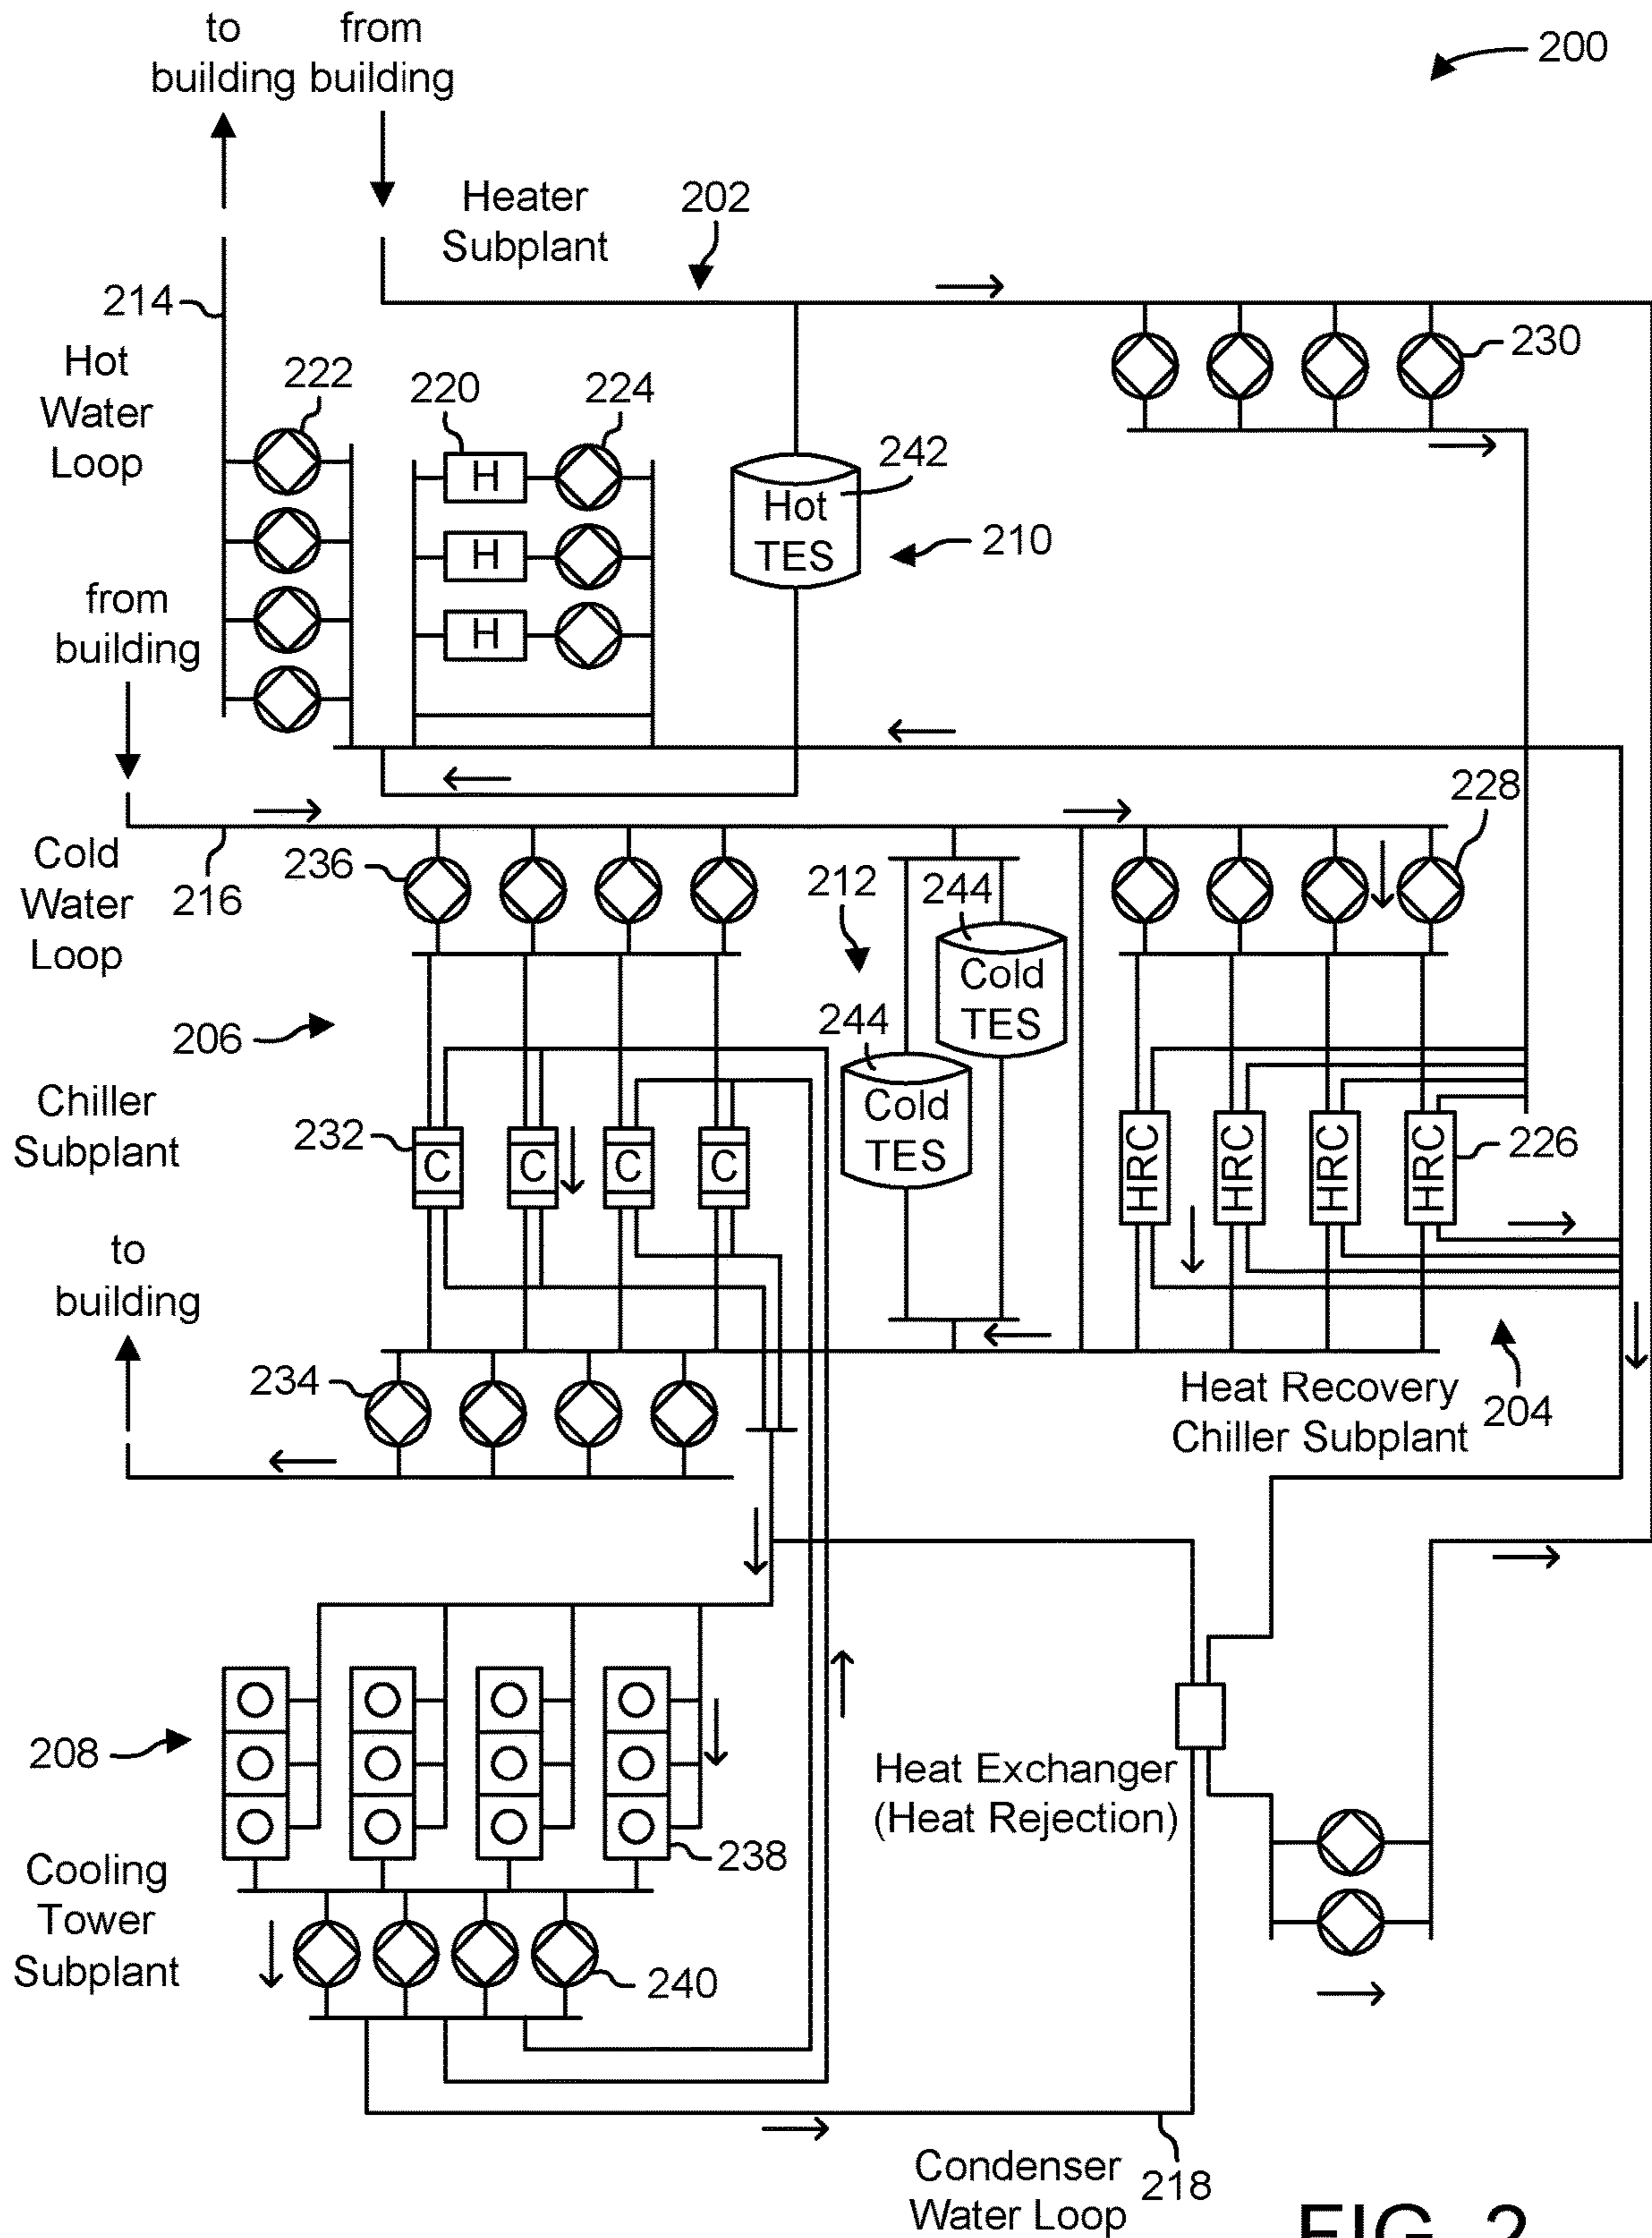 to
building
from
building
200
Heater
Subplant
202
214
Hot
Water
Loop
222
220
224
230
H
H
H
Hot
TES
242
210
from
building
228
Cold
Water
Loop
216
236
212
244
Cold
TES
244
Cold
TES
206
Chiller
Subplant
232
C
C
C
C
HRC
HRC
HRC
HRC
226
to
building
234
Heat Recovery
Chiller Subplant
204
208
Heat Exchanger
(Heat Rejection)
238
Cooling
Tower
Subplant
240
Condenser
Water Loop
218
FIG. 2